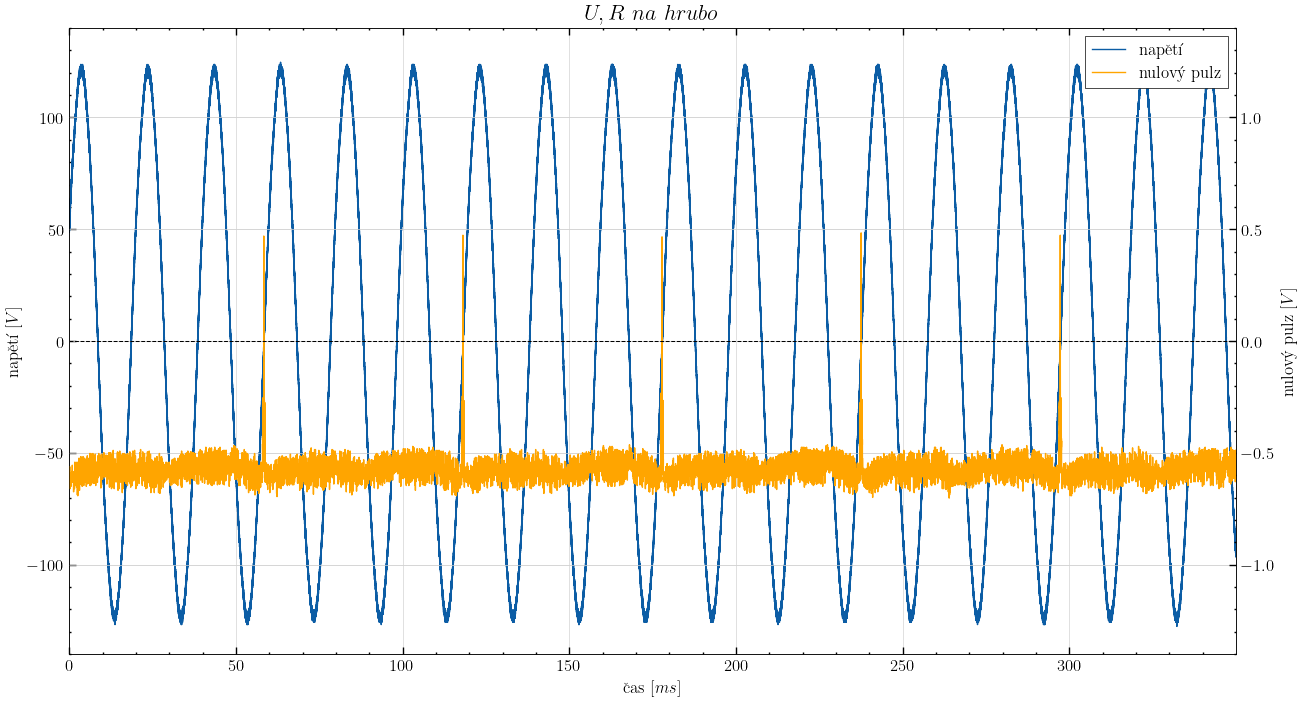 U, R na hrubo
napětí
nulový pulz
100
50
0
−50
−100
1.0
0.5
0.0
−0.5
−1.0
napětí [V]
nulový pulz [V]
0 50 100 150 200 250 300
čas [ms]